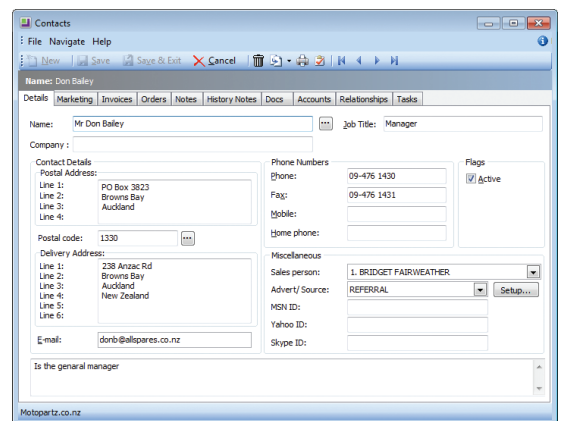 Contacts
File Navigate Help
New Save Save & Exit Cancel
Name: Don Bailey
Details Marketing Invoices Orders Notes History Notes Docs Accounts Relationships Tasks
Name: Mr Don Bailey ... Job Title: Manager
Company :
Contact Details
Postal Address:
Line 1: PO Box 3823
Line 2: Browns Bay
Line 3: Auckland
Line 4:
Postal code: 1330 ...
Delivery Address:
Line 1: 238 Anzac Rd
Line 2: Browns Bay
Line 3: Auckland
Line 4: New Zealand
Line 5:
Line 6:
E-mail: donb@allspares.co.nz
Phone Numbers
Phone: 09-476 1430
Fax: 09-476 1431
Mobile:
Home phone:
Flags
Active
Miscellaneous
Sales person: 1. BRIDGET FAIRWEATHER
Advert/ Source: REFERRAL Setup...
MSN ID:
Yahoo ID:
Skype ID:
Is the genaral manager
Motopartz.co.nz